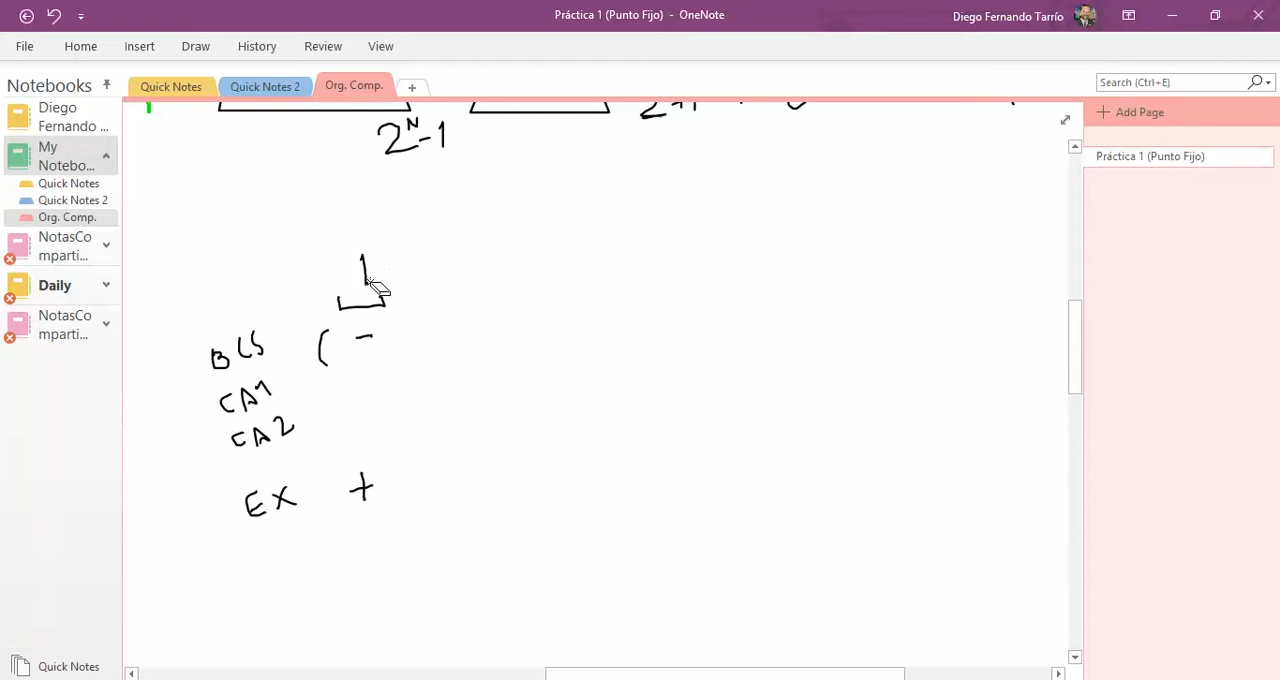 Práctica 1 (Punto Fijo) - OneNote
Diego Fernando Tarrío
File Home Insert Draw History Review View
Notebooks
Quick Notes
Quick Notes 2
Org. Comp.
Search (Ctrl+E)
Diego
Fernando ...
My
Notebo...
Quick Notes
Quick Notes 2
Org. Comp.
NotasCo
mparti...
Daily
NotasCo
mparti...
Quick Notes
Add Page
Práctica 1 (Punto Fijo)
2^N-1
1
BCS ( -
CA1
CA2
EX +